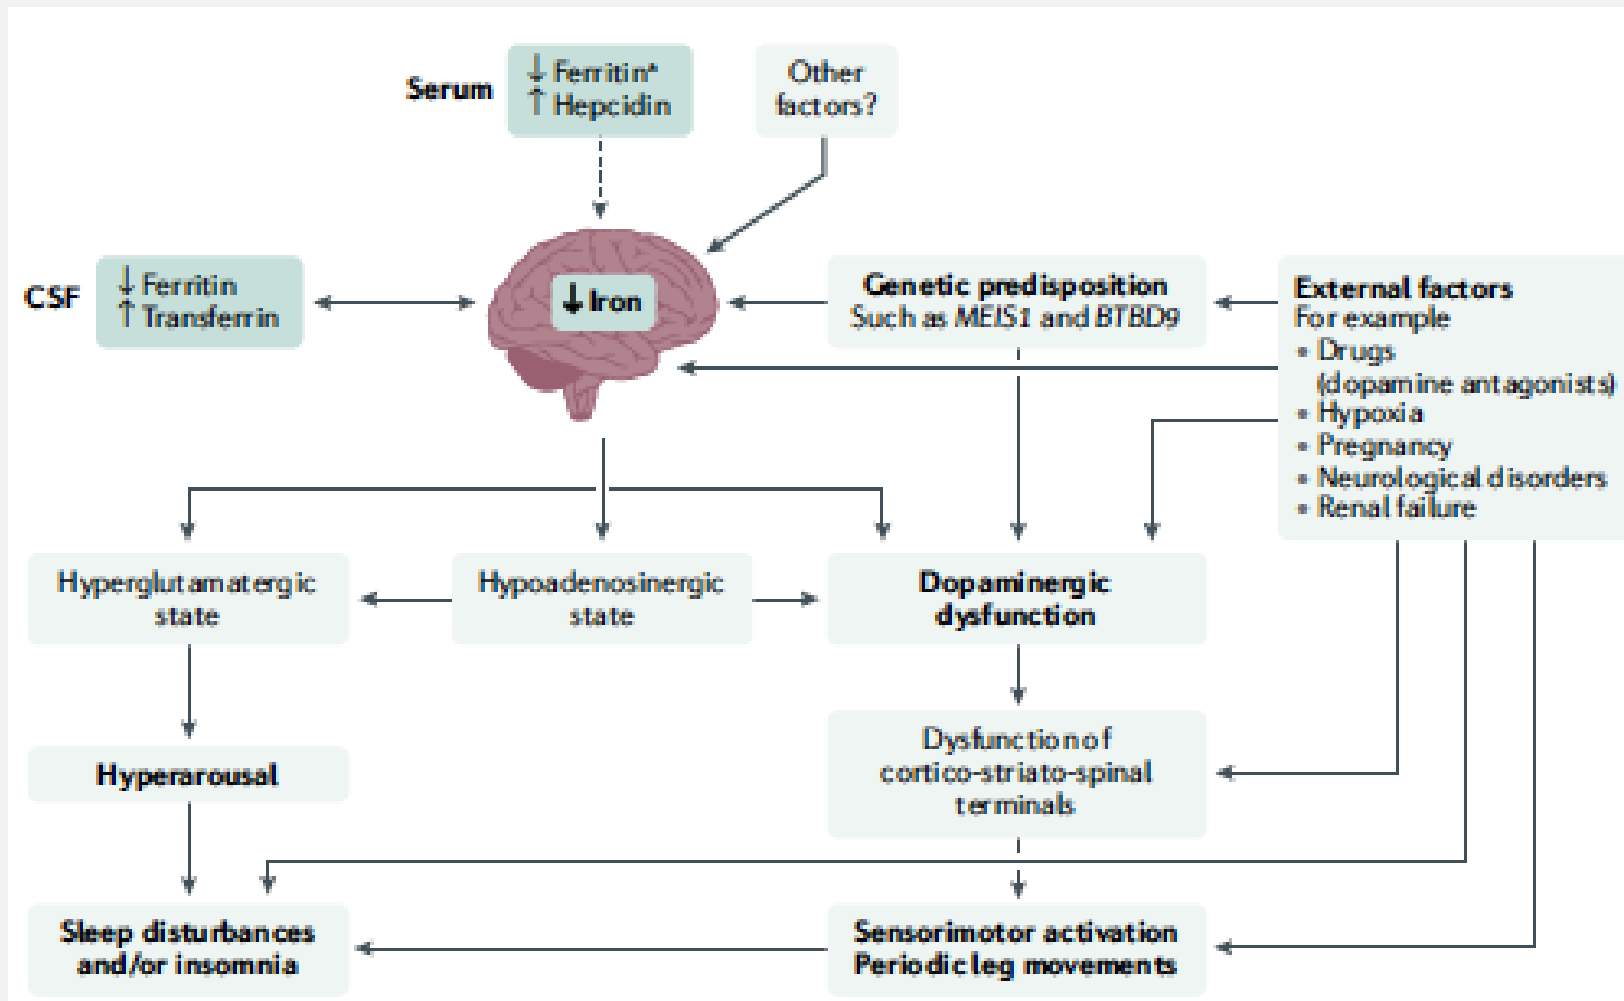 Serum
↓ Ferritin*
↑ Hepcidin
Other
factors?
CSF
↓ Ferritin
↑ Transferrin
↓ Iron
Genetic predisposition
Such as MEIS1 and BTBD9
External factors
For example
• Drugs
(dopamine antagonists)
• Hypoxia
• Pregnancy
• Neurological disorders
• Renal failure
Hyperglutamatergic
state
Hypoadenosinergic
state
Dopaminergic
dysfunction
Hyperarousal
Dysfunction of
cortico-striato-spinal
terminals
Sleep disturbances
and/or insomnia
Sensorimotor activation
Periodic leg movements